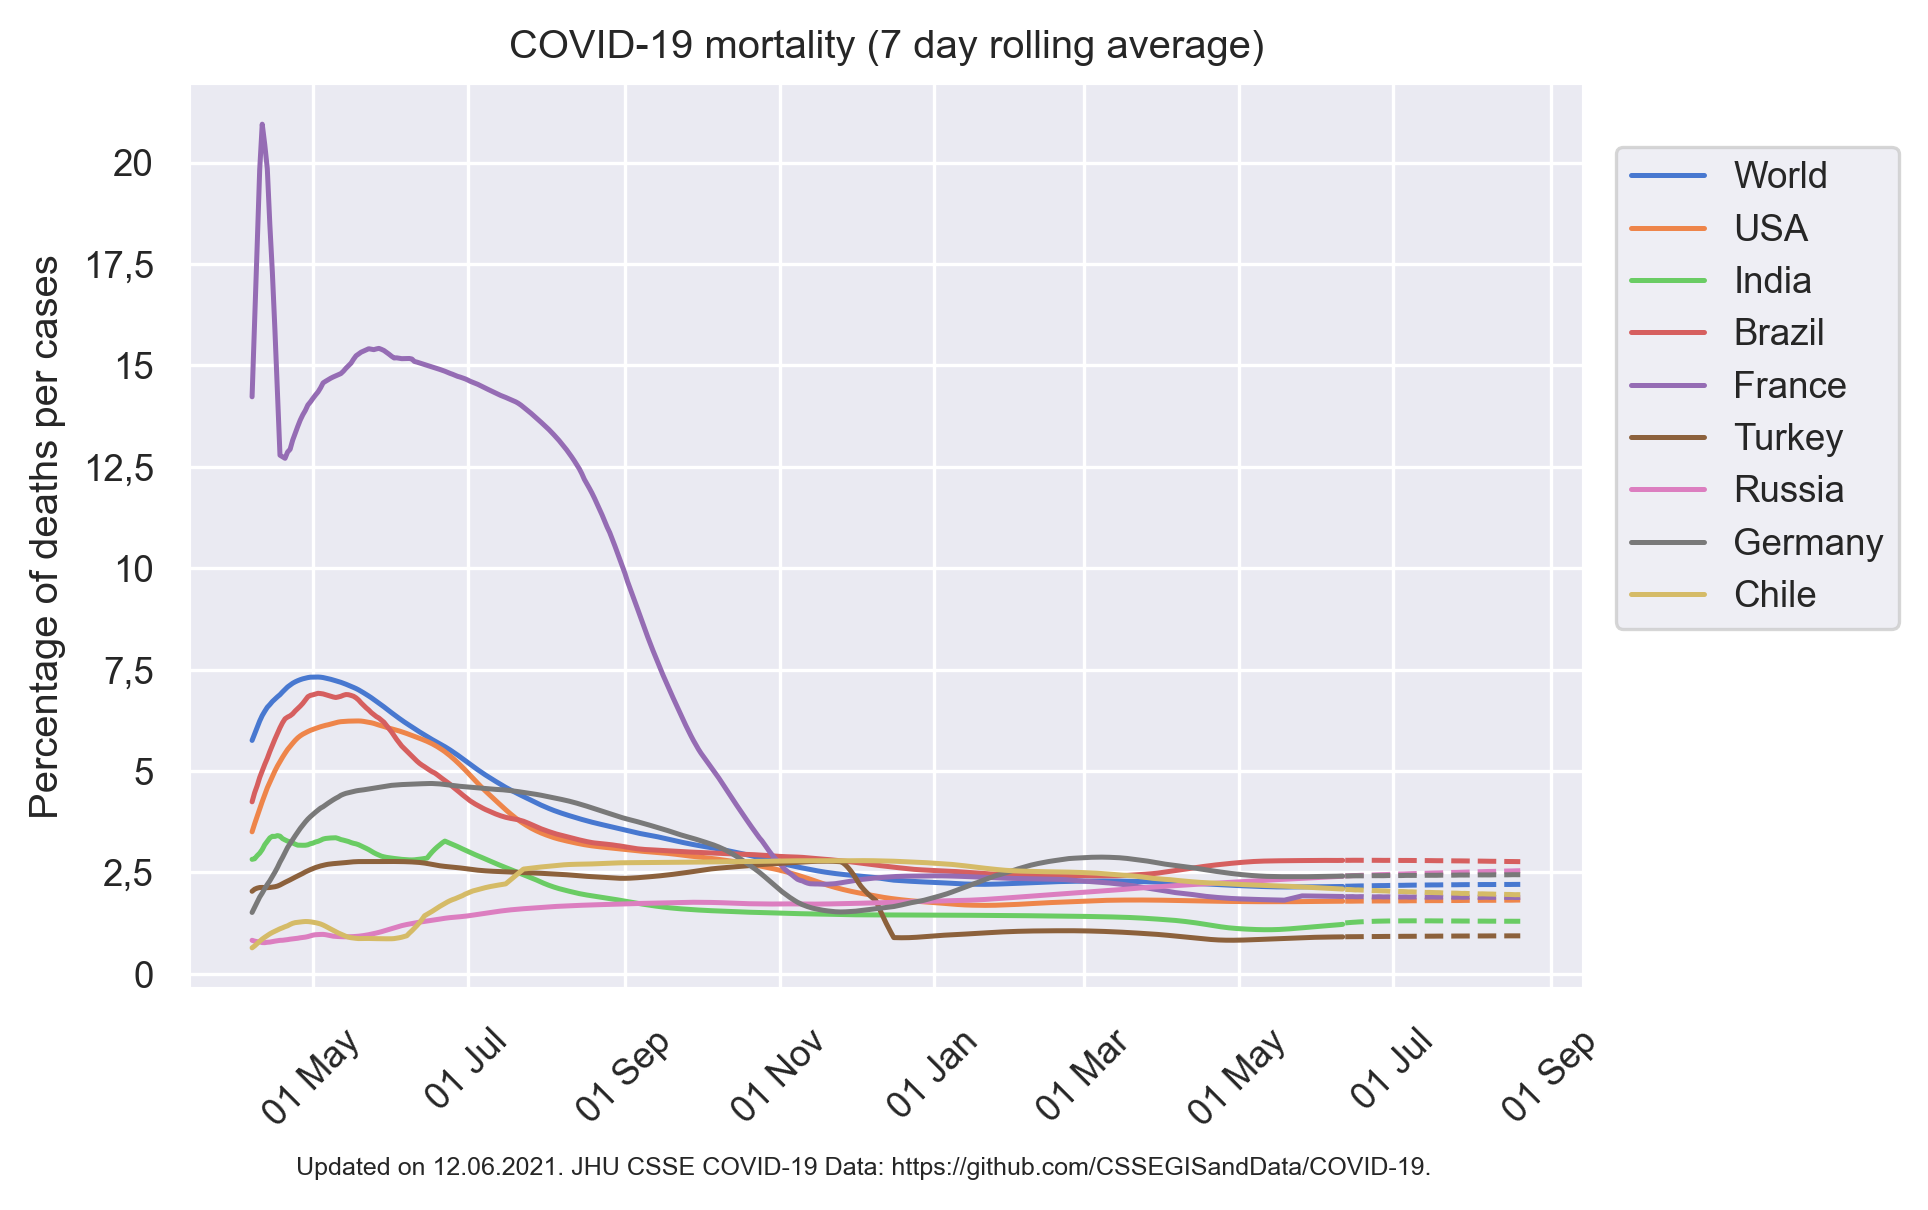 COVID-19 mortality (7 day rolling average)
Percentage of deaths per cases
20
17,5
15
12,5
10
7,5
5
2,5
0
01 May
01 Jul
01 Sep
01 Nov
01 Jan
01 Mar
01 May
01 Jul
01 Sep
World
USA
India
Brazil
France
Turkey
Russia
Germany
Chile
Updated on 12.06.2021. JHU CSSE COVID-19 Data: https://github.com/CSSEGISandData/COVID-19.